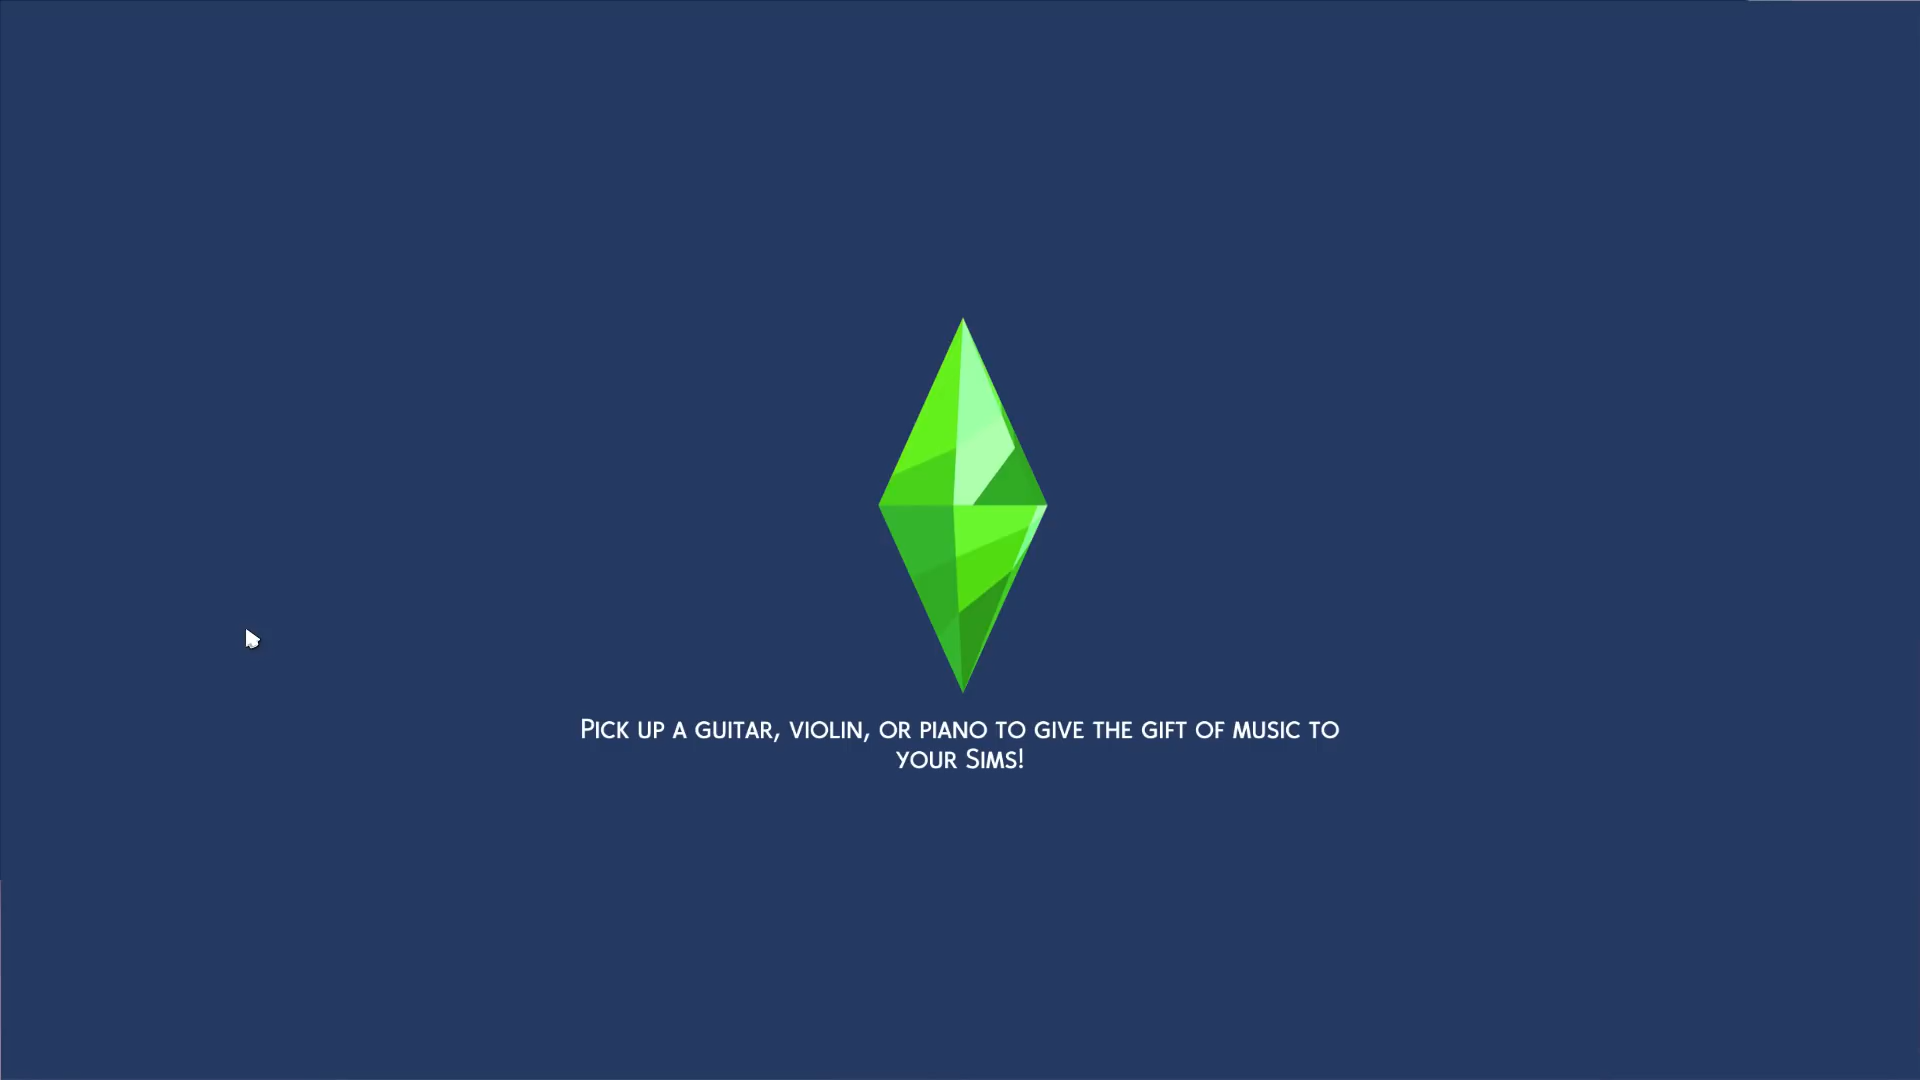 Pick up a guitar, violin, or piano to give the gift of music to
your Sims!